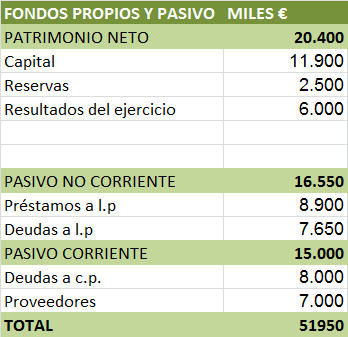 FONDOS PROPIOS Y PASIVO MILES €
PATRIMONIO NETO 20.400
Capital 11.900
Reservas 2.500
Resultados del ejercicio 6.000
PASIVO NO CORRIENTE 16.550
Préstamos a l.p 8.900
Deudas a l.p 7.650
PASIVO CORRIENTE 15.000
Deudas a c.p. 8.000
Proveedores 7.000
TOTAL 51950